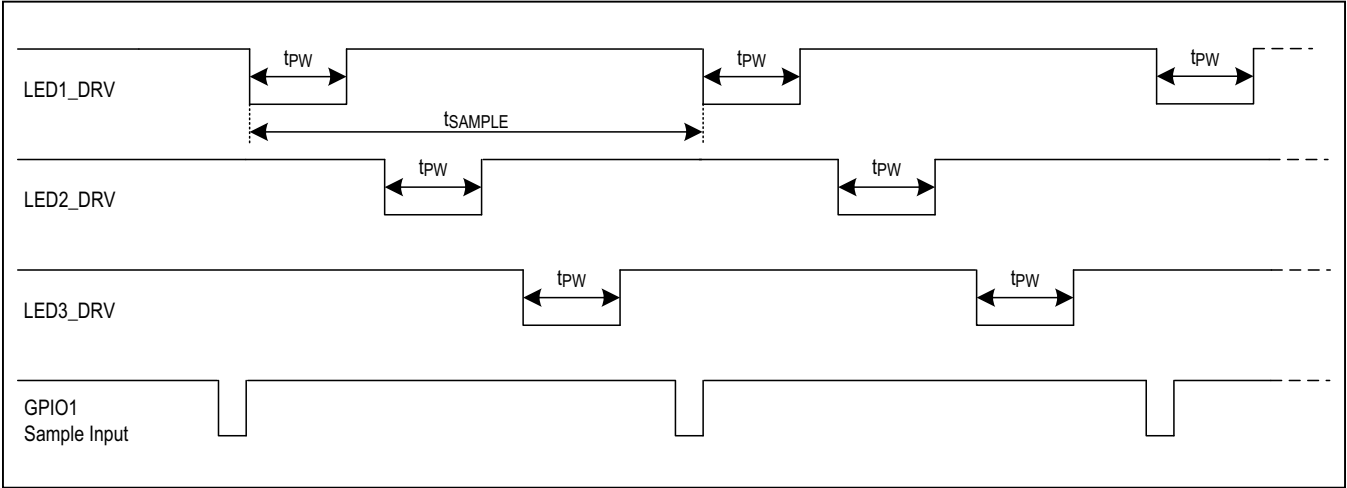 tPW
tPW
tPW
LED1_DRV
tSAMPLE
tPW
tPW
LED2_DRV
tPW
tPW
LED3_DRV
GPIO1
Sample Input